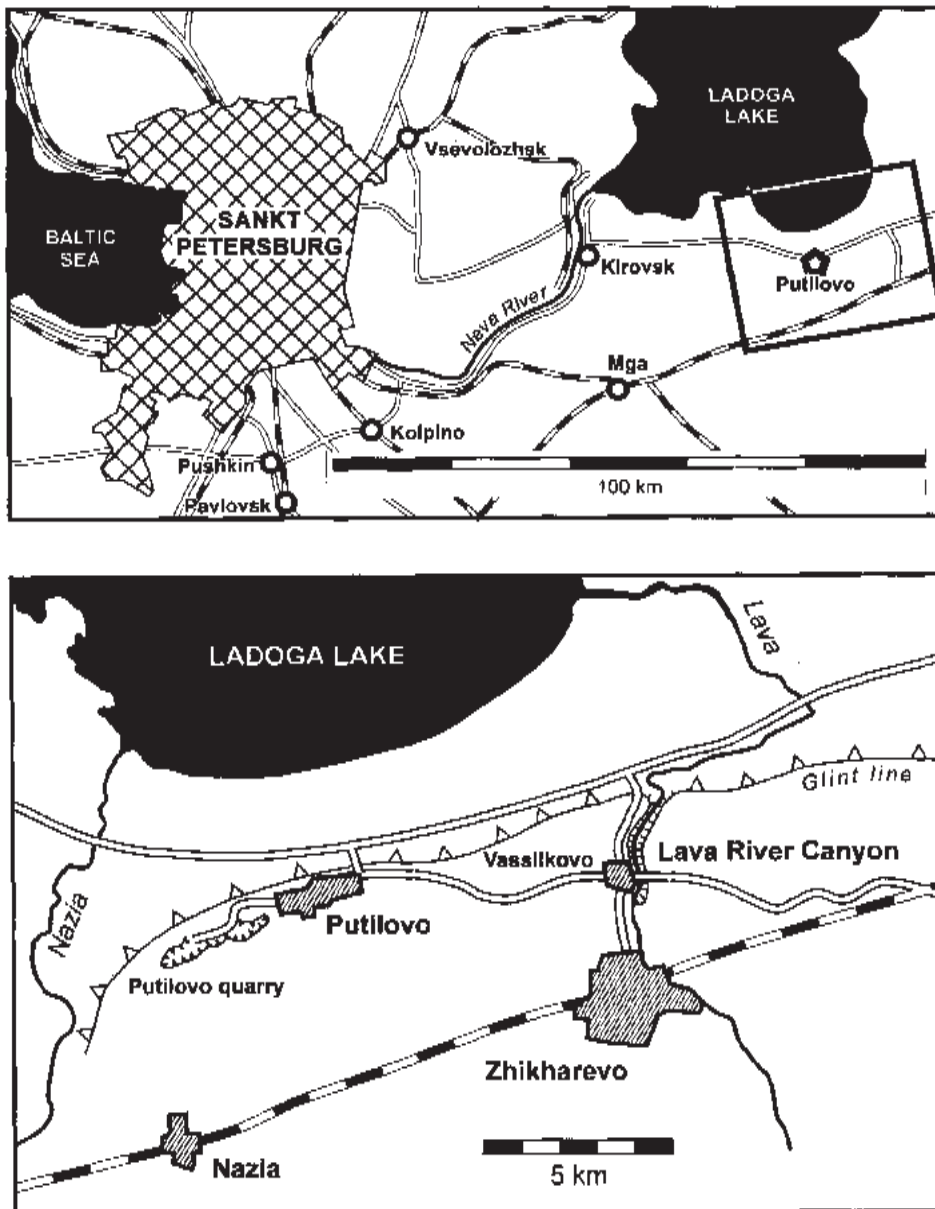 LADOGA
LAKE
Vsevolozhsk
SANKT
PETERSBURG
BALTIC
SEA
Kirovsk
Putilovo
Neva River
Mga
Kolpino
Pushkin
100 km
Pavlovsk
LADOGA LAKE
Lava
Glint line
Vassilkovo
Lava River Canyon
Nazia
Putilovo
Putilovo quarry
Zhikharevo
Nazia
5 km